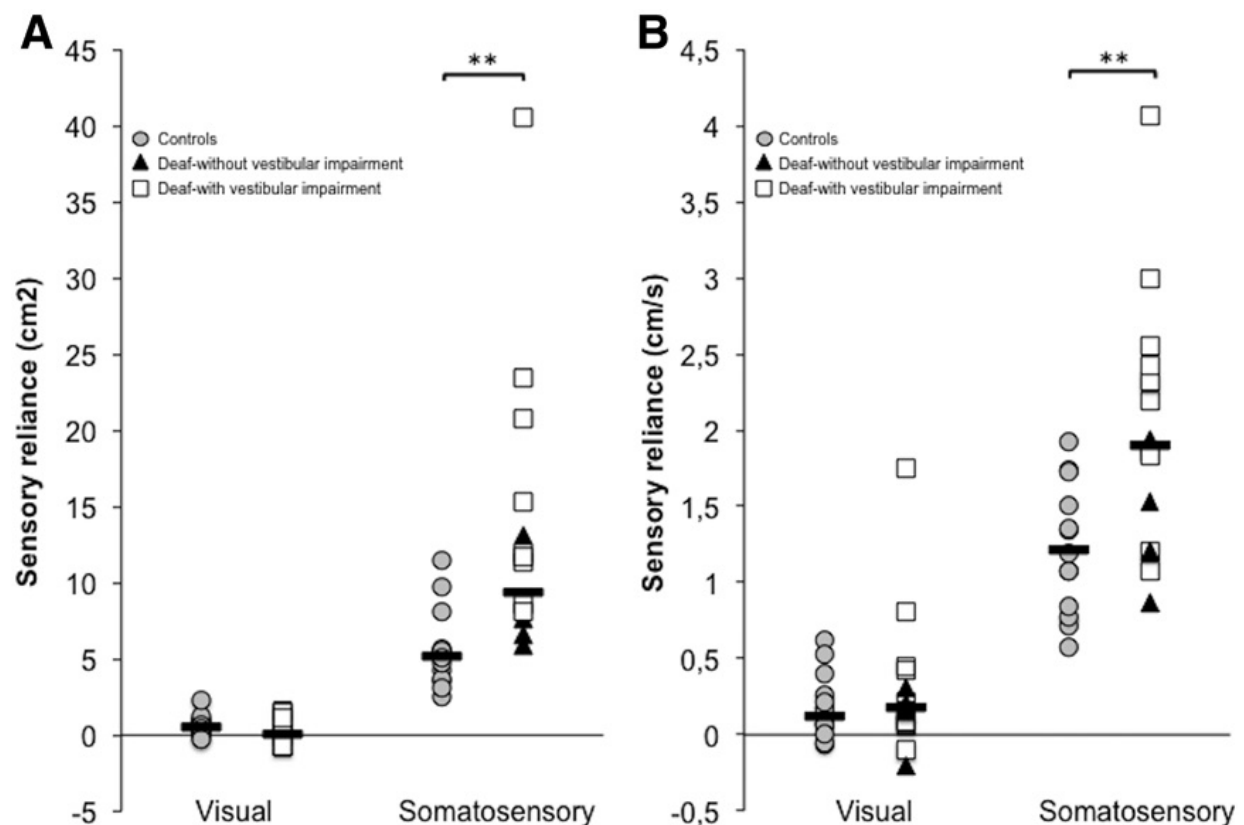 A
B
Sensory reliance (cm2)
45
40
35
30
25
20
15
10
5
0
-5
**
Controls
Deaf-without vestibular impairment
Deaf-with vestibular impairment
Visual
Somatosensory
Sensory reliance (cm/s)
4,5
4
3,5
3
2,5
2
1,5
1
0,5
0
-0,5
**
Controls
Deaf-without vestibular impairment
Deaf-with vestibular impairment
Visual
Somatosensory